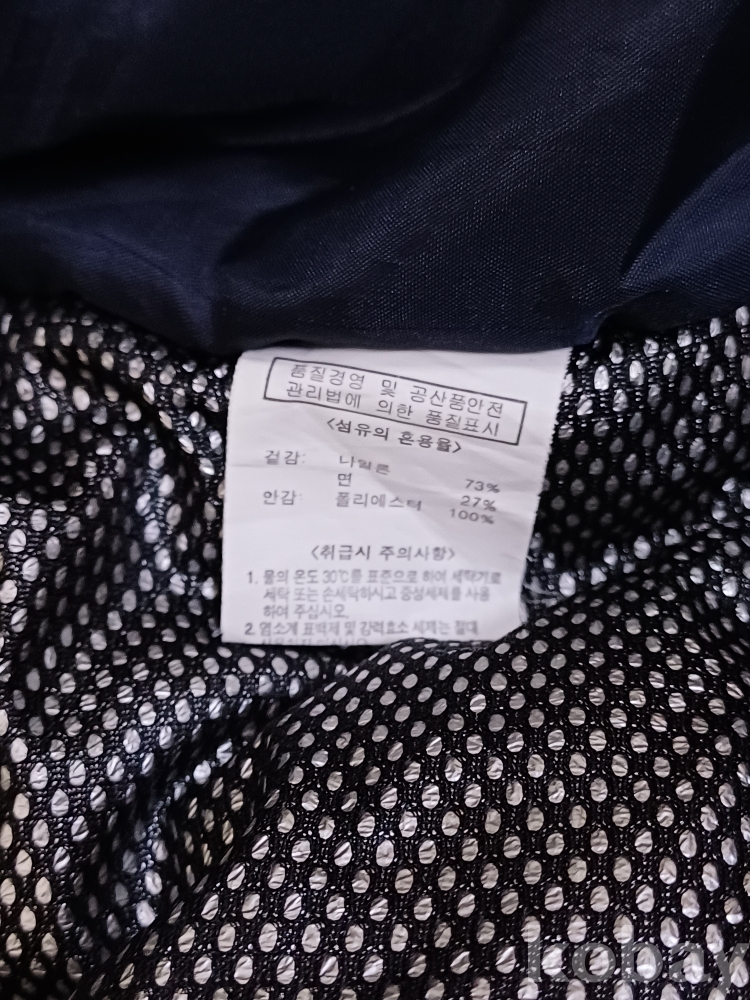 품질경영 및 공산품안전
관리법에 의한 품질표시
<섬유의 혼용율>
겉감: 나일론 73%
면 27%
안감: 폴리에스터 100%
<취급시 주의사항>
1. 물의 온도 30℃를 표준으로 하여 세탁기로
세탁 또는 손세탁하시고 중성세제를 사용
하여 주십시오.
2. 염소계 표백제 및 강력효소 세제는 절대
kobay